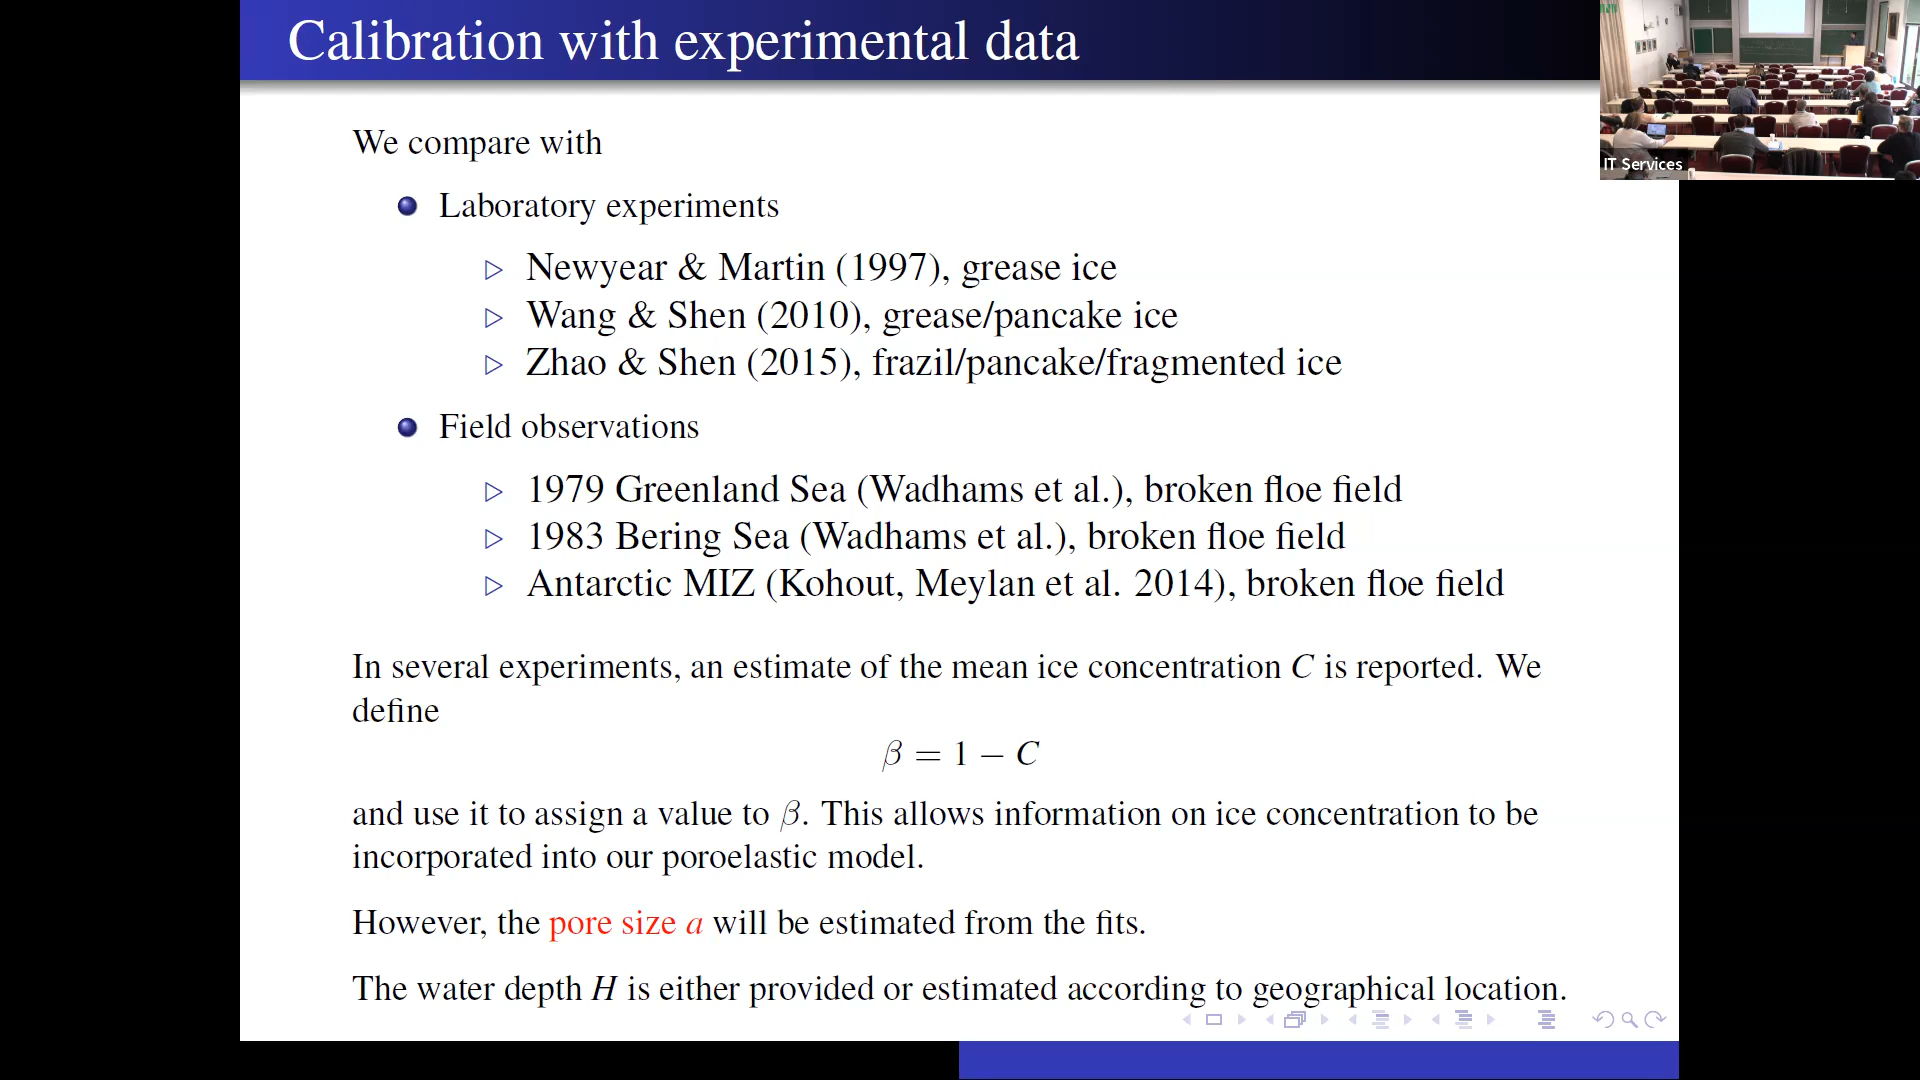 Calibration with experimental data
We compare with
Laboratory experiments
Newyear & Martin (1997), grease ice
Wang & Shen (2010), grease/pancake ice
Zhao & Shen (2015), frazil/pancake/fragmented ice
Field observations
1979 Greenland Sea (Wadhams et al.), broken floe field
1983 Bering Sea (Wadhams et al.), broken floe field
Antarctic MIZ (Kohout, Meylan et al. 2014), broken floe field
In several experiments, an estimate of the mean ice concentration C is reported. We
define
β = 1 − C
and use it to assign a value to β. This allows information on ice concentration to be
incorporated into our poroelastic model.
However, the pore size a will be estimated from the fits.
The water depth H is either provided or estimated according to geographical location.
IT Services